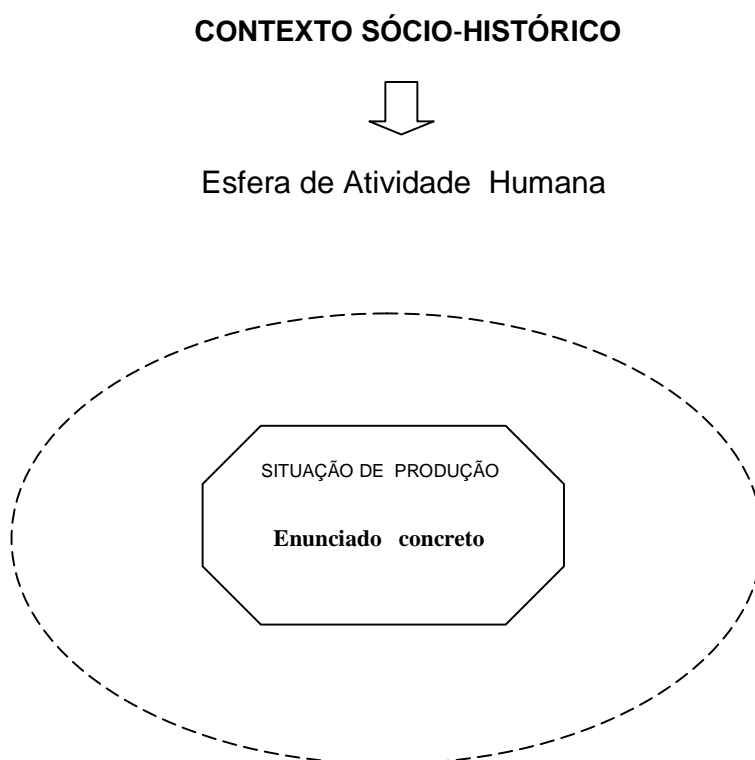 CONTEXTO SÓCIO-HISTÓRICO
Esfera de Atividade Humana
SITUAÇÃO DE PRODUÇÃO
Enunciado concreto